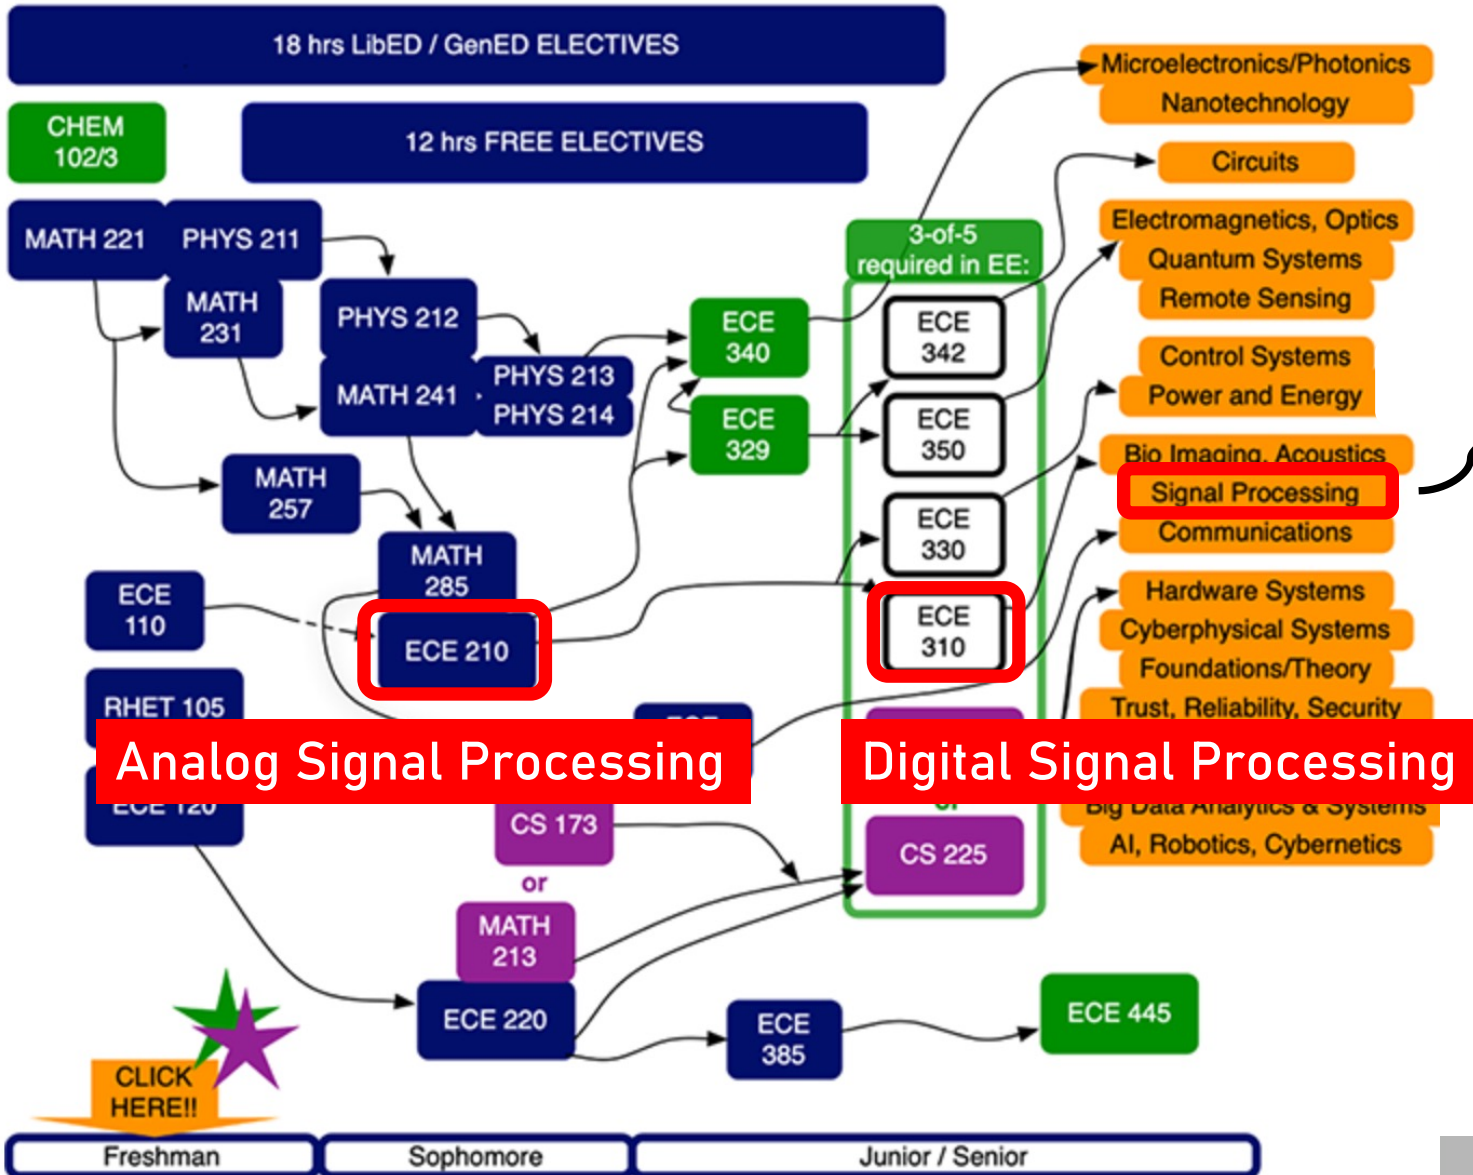 18 hrs LibED / GenED ELECTIVES
CHEM
102/3
12 hrs FREE ELECTIVES
Microelectronics/Photonics
Nanotechnology
Circuits
MATH 221
PHYS 211
MATH
231
PHYS 212
MATH 241
PHYS 213
PHYS 214
MATH
257
MATH
285
ECE
110
ECE 210
RHET 105
ECE 120
ECE
340
ECE
329
3-of-5
required in EE:
ECE
342
ECE
350
ECE
330
ECE
310
Electromagnetics, Optics
Quantum Systems
Remote Sensing
Control Systems
Power and Energy
Bio Imaging, Acoustics
Signal Processing
Communications
Hardware Systems
Cyberphysical Systems
Foundations/Theory
Trust, Reliability, Security
Analog Signal Processing
Digital Signal Processing
Big Data Analytics & Systems
AI, Robotics, Cybernetics
CS 173
or
MATH
213
or
CS 225
ECE 220
ECE
385
ECE 445
CLICK
HERE!!
Freshman
Sophomore
Junior / Senior